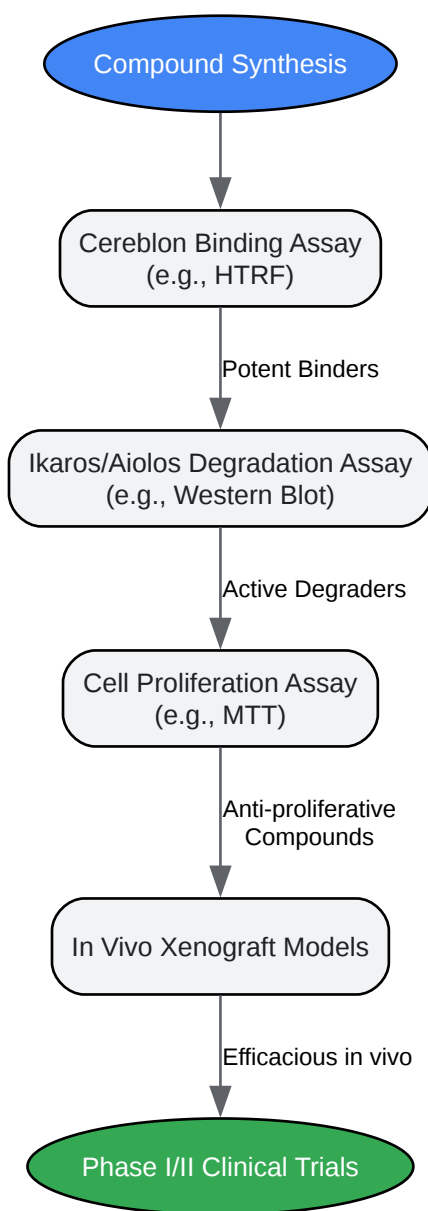 Compound Synthesis
Cereblon Binding Assay
(e.g., HTRF)
Potent Binders
Ikaros/Aiolos Degradation Assay
(e.g., Western Blot)
Active Degraders
Cell Proliferation Assay
(e.g., MTT)
Anti-proliferative
Compounds
In Vivo Xenograft Models
Efficacious in vivo
Phase I/II Clinical Trials